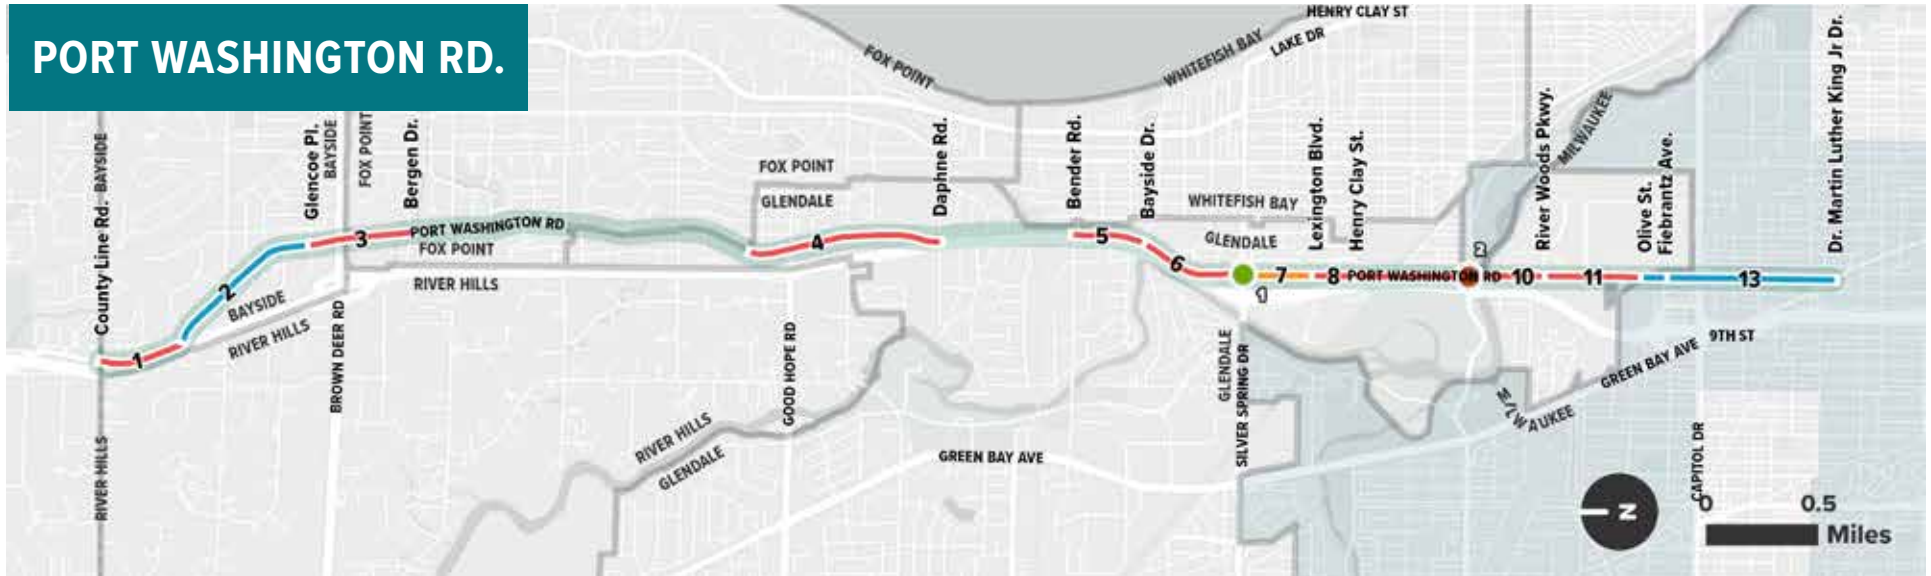 PORT WASHINGTON RD.
HENRY CLAY ST
LAKE DR
WHITEFISH BAY
FOX POINT
County Line Rd.
BAYSIDE
RIVER HILLS
Glencoe Pl.
BAYSIDE
FOX POINT
Bergen Dr.
FOX POINT
GLENDALE
Daphne Rd.
Bender Rd.
Bayside Dr.
WHITEFISH BAY
GLENDALE
Lexington Blvd.
Henry Clay St.
River Woods Pkwy.
MILWAUKEE
Olive St.
Fiebrantz Ave.
Dr. Martin Luther King Jr Dr.
1
2
3
PORT WASHINGTON RD
4
5
6
7
8
PORT WASHINGTON RD
10
11
13
FOX POINT
RIVER HILLS
BAYSIDE
RIVER HILLS
BROWN DEER RD
GOOD HOPE RD
RIVER HILLS
GLENDALE
GREEN BAY AVE
GLENDALE
SILVER SPRING DR
MILWAUKEE
GREEN BAY AVE
9TH ST
CAPITOL DR
N
0
0.5
Miles